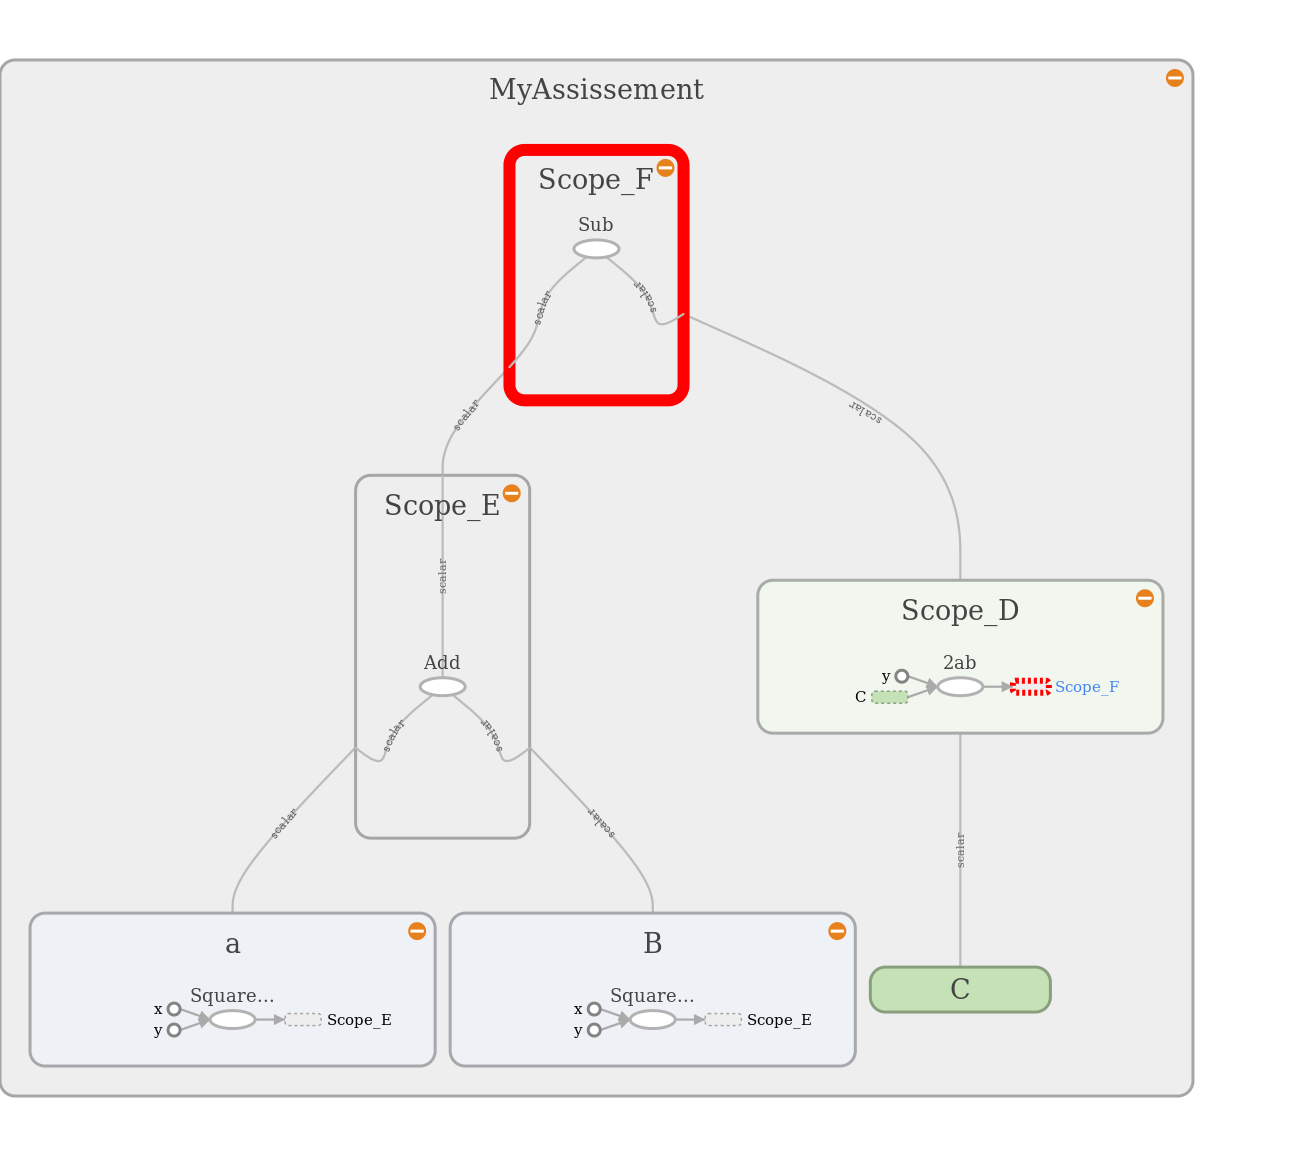 MyAssissement
Scope_F
Sub
scalar
scalar
scalar
scalar
Scope_E
scalar
Add
scalar
scalar
Scope_D
2ab
y
C
Scope_F
scalar
scalar
scalar
a
Square...
x
y
Scope_E
B
Square...
x
y
Scope_E
C